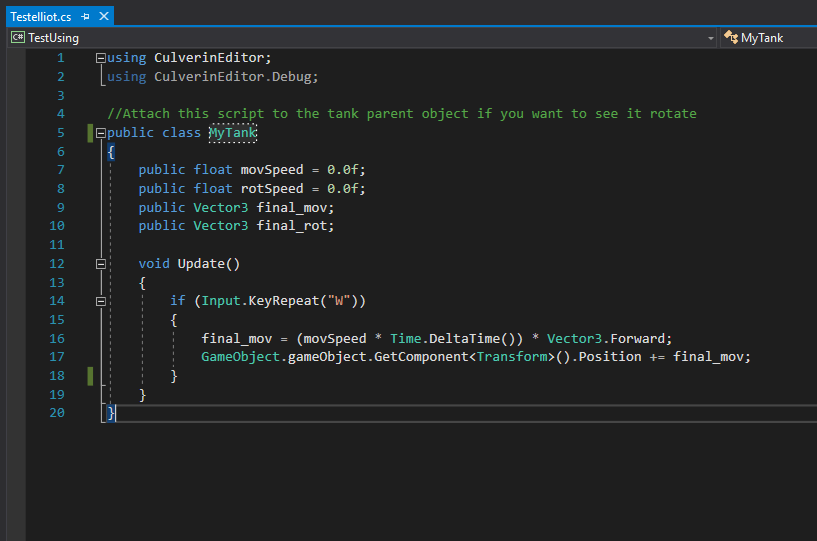 Testelliot.cs
TestUsing
MyTank
1 using CulverinEditor;
2 using CulverinEditor.Debug;
3
4 //Attach this script to the tank parent object if you want to see it rotate
5 public class MyTank
6 {
7 public float movSpeed = 0.0f;
8 public float rotSpeed = 0.0f;
9 public Vector3 final_mov;
10 public Vector3 final_rot;
11
12 void Update()
13 {
14 if (Input.KeyRepeat("W"))
15 {
16 final_mov = (movSpeed * Time.DeltaTime()) * Vector3.Forward;
17 GameObject.gameObject.GetComponent<Transform>().Position += final_mov;
18 }
19 }
20 }